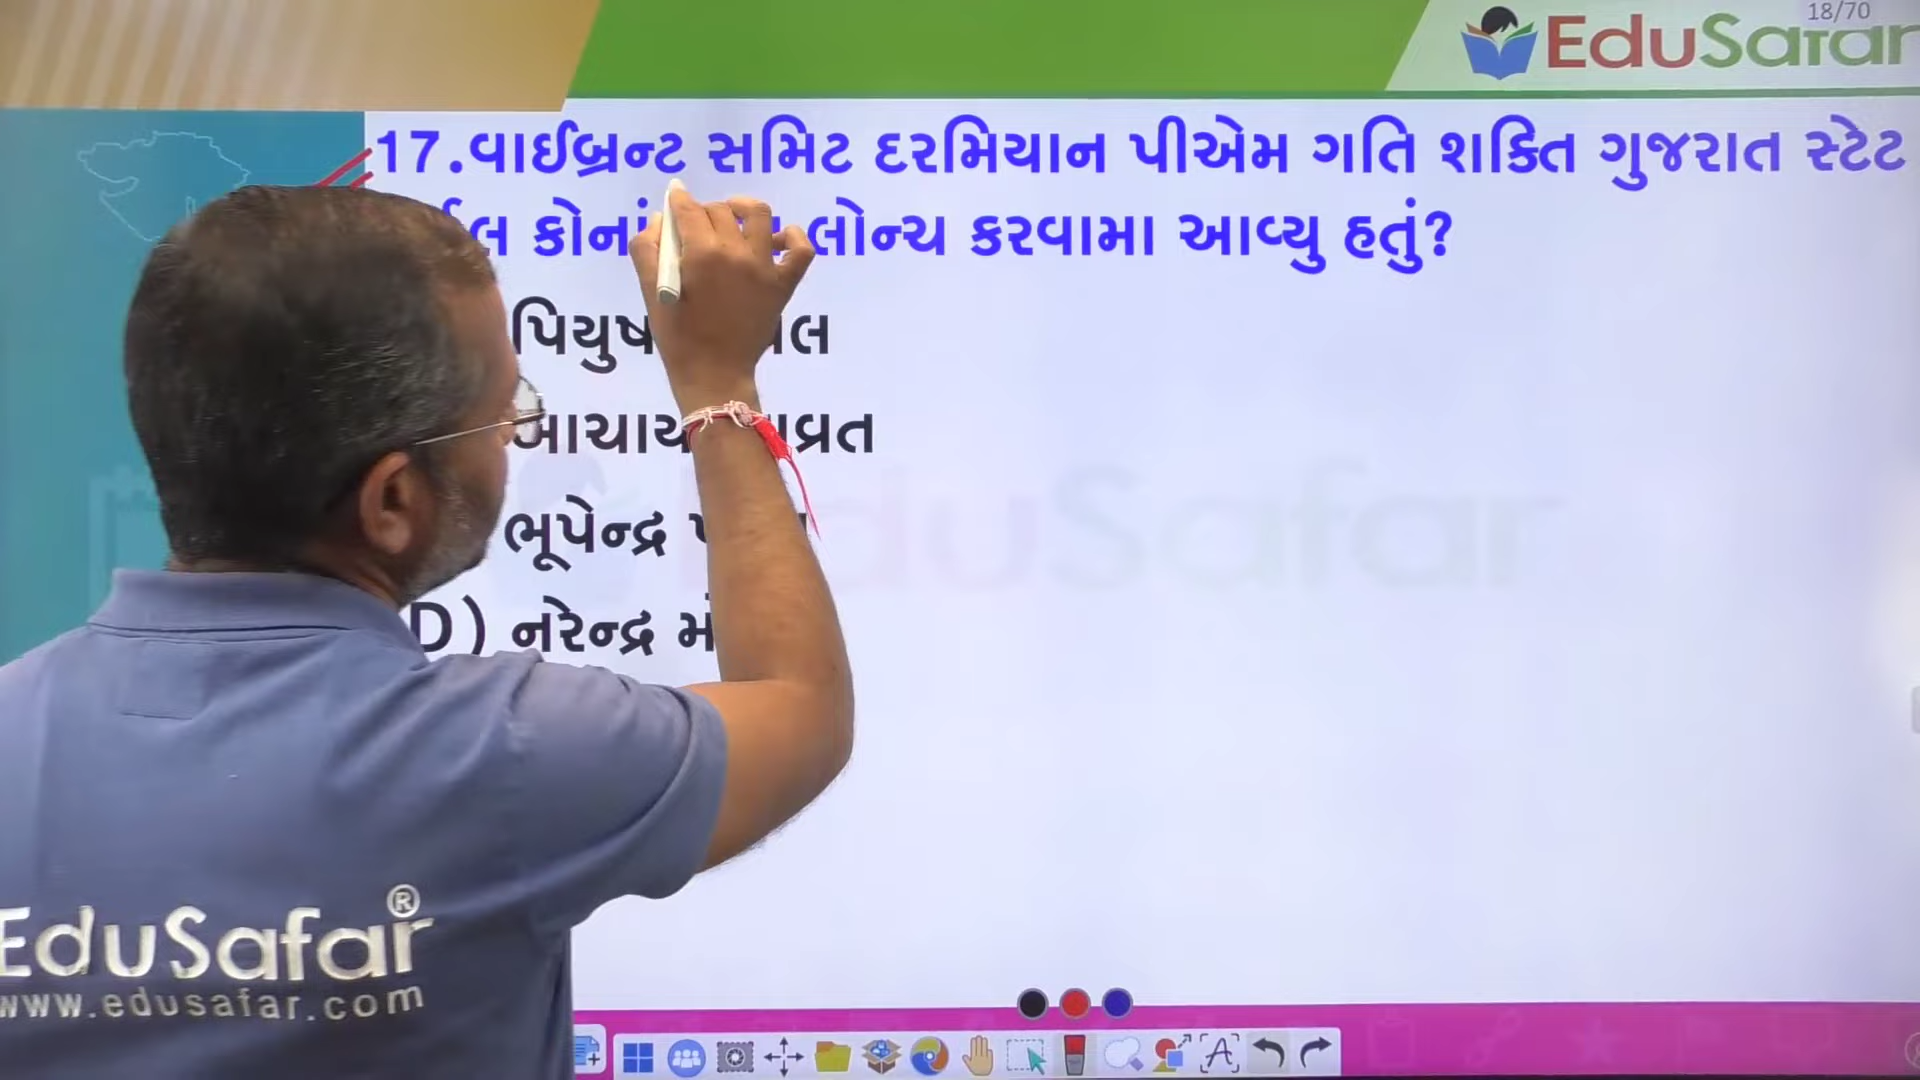 18/70
EduSafar
17.વાઈબ્રન્ટ સમિટ દરમિયાન પીએમ ગતિ શક્તિ ગુજરાત સ્ટેટ
લોન્ચ કરવામા આવ્યુ હતું?
પિયુષ
આચાર્ય
ભૂપેન્દ્ર
D) નરેન્દ્ર
EduSafar
EduSafar®
www.edusafar.com